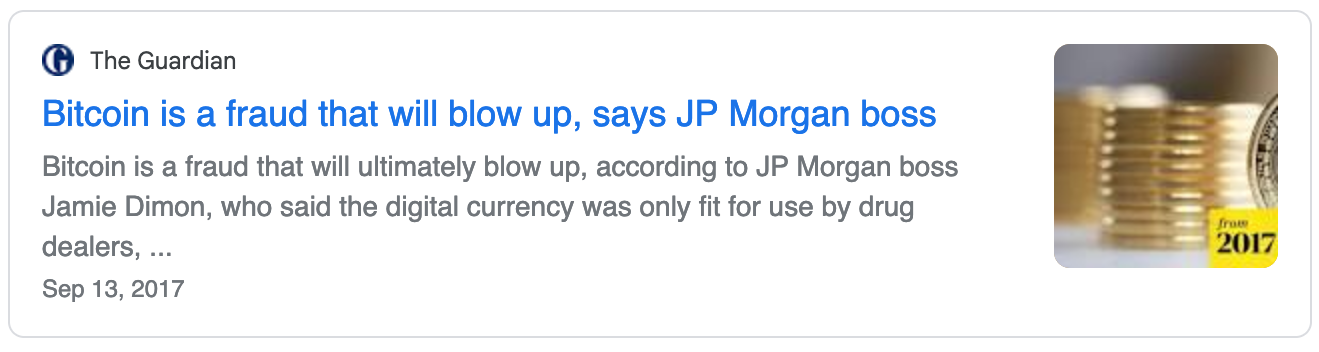 The Guardian
Bitcoin is a fraud that will blow up, says JP Morgan boss
Bitcoin is a fraud that will ultimately blow up, according to JP Morgan boss
Jamie Dimon, who said the digital currency was only fit for use by drug
dealers, ...
Sep 13, 2017
from
2017